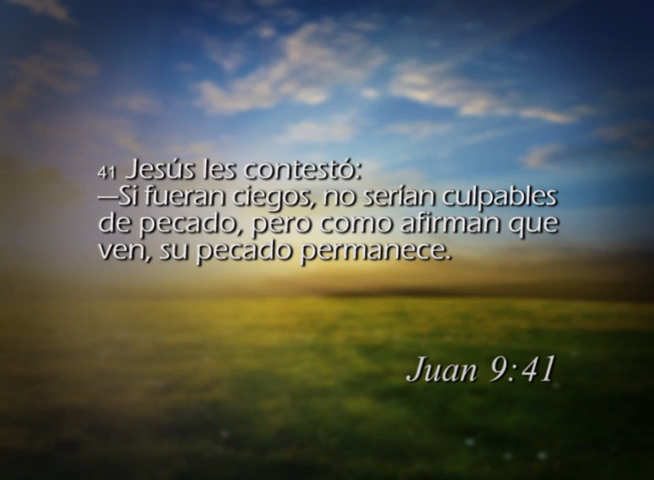 41 Jesús les contestó:
—Si fueran ciegos, no serían culpables
de pecado, pero como afirman que
ven, su pecado permanece.
Juan 9:41